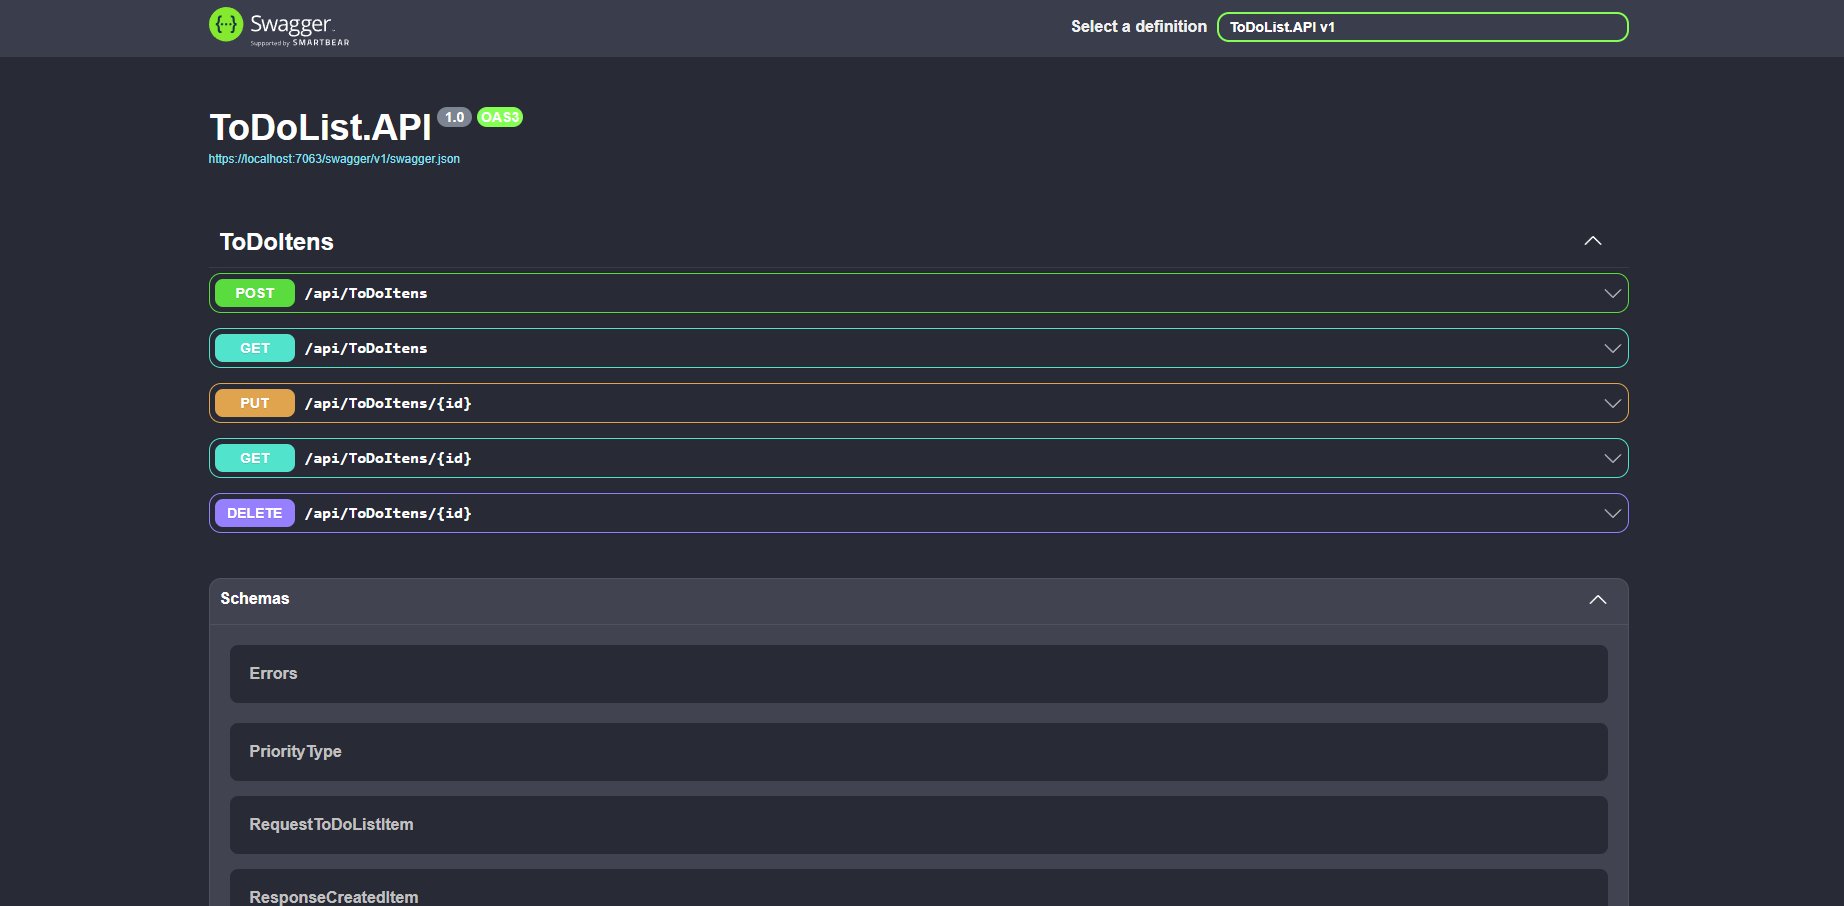 Swagger
Supported by SMARTBEAR
Select a definition
ToDoList.API v1
ToDoList.API 1.0 OAS3
https://localhost:7063/swagger/v1/swagger.json
ToDoItens
POST /api/ToDoItens
GET /api/ToDoItens
PUT /api/ToDoItens/{id}
GET /api/ToDoItens/{id}
DELETE /api/ToDoItens/{id}
Schemas
Errors
PriorityType
RequestToDoListItem
ResponseCreatedItem